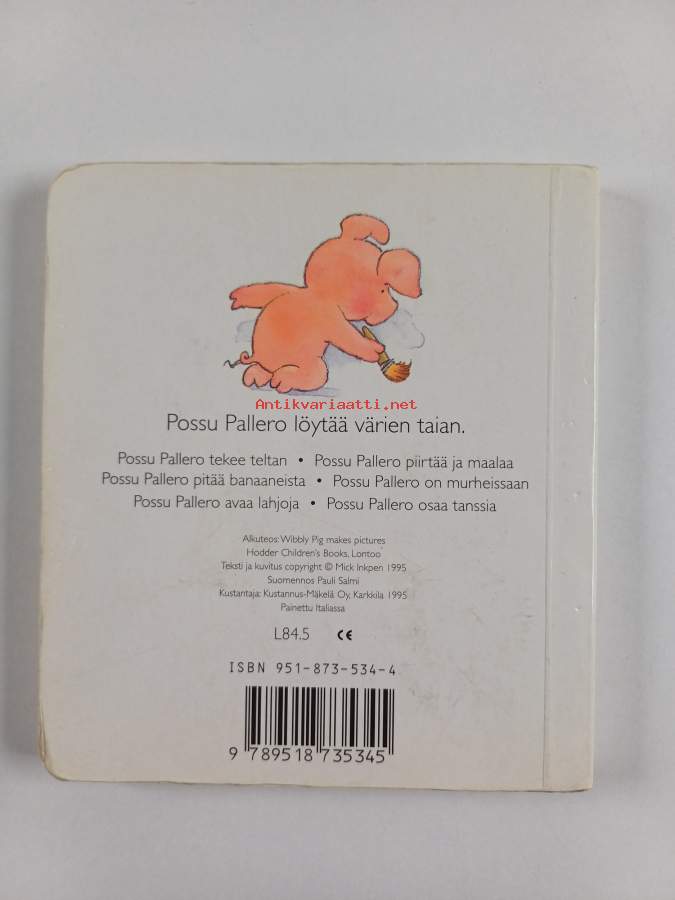 Antikvariaatti.net
Possu Pallero löytää värien taian.
Possu Pallero tekee teltan • Possu Pallero piirtää ja maalaa
Possu Pallero pitää banaaneista • Possu Pallero on murheissaan
Possu Pallero avaa lahjoja • Possu Pallero osaa tanssia
Alkuteos: Wibbly Pig makes pictures
Hodder Children's Books, Lontoo
Teksti ja kuvitus copyright © Mick Inkpen 1995
Suomennos Pauli Salmi
Kustantaja: Kustannus-Mäkelä Oy, Karkkila 1995
Painettu Italiassa
L84.5 CE
ISBN 951-873-534-4
9 789518 735345